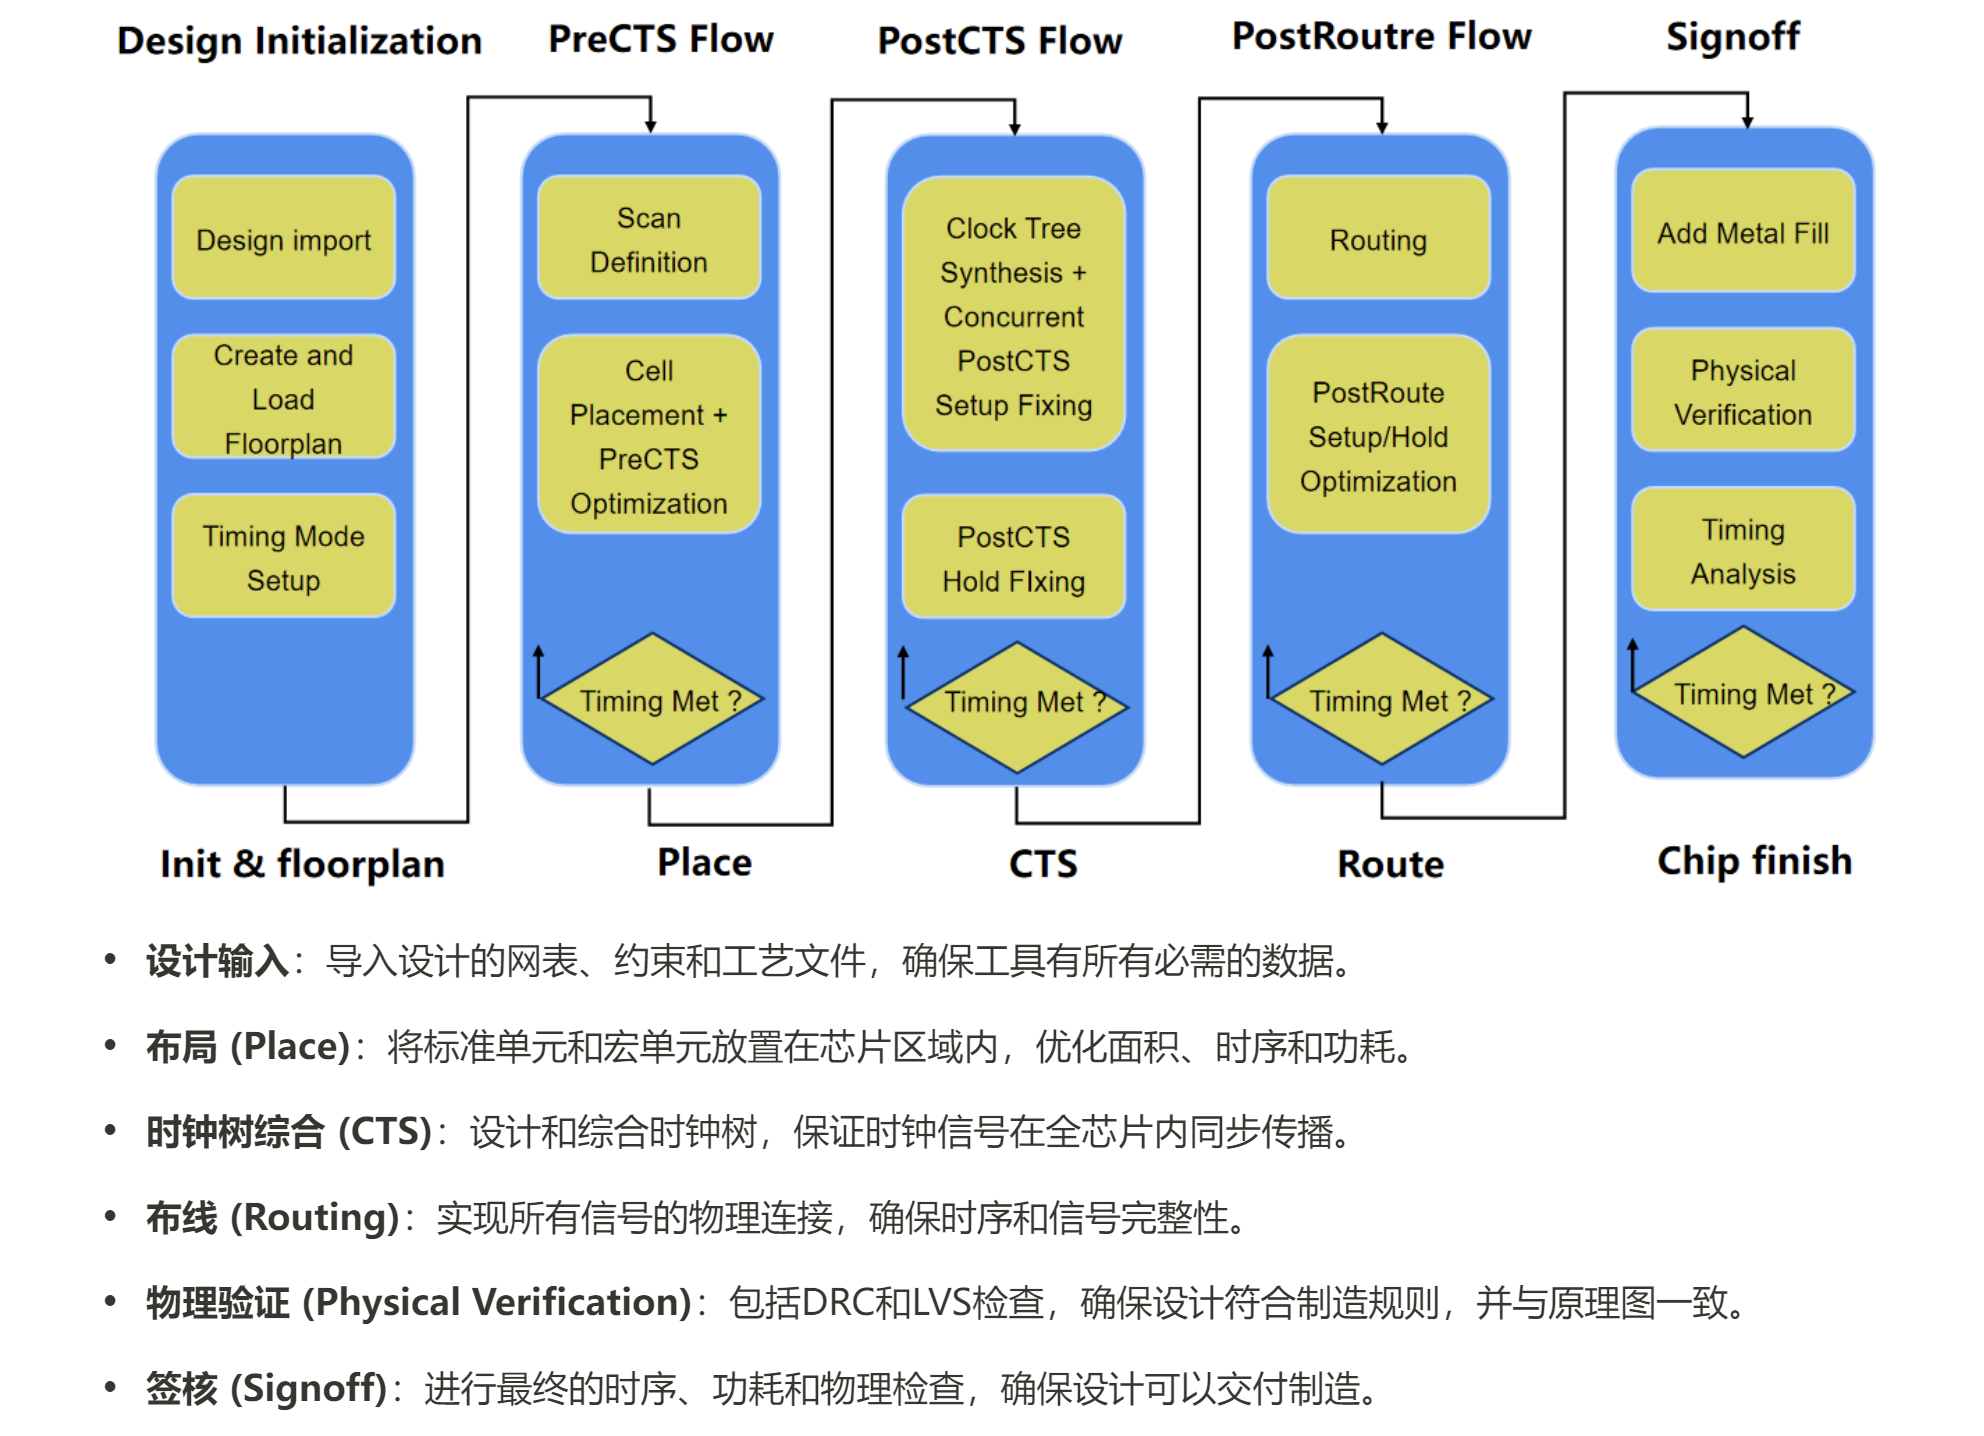 Design Initialization
PreCTS Flow
PostCTS Flow
PostRoutre Flow
Signoff
Design import
Create and
Load
Floorplan
Timing Mode
Setup
Scan
Definition
Cell
Placement +
PreCTS
Optimization
Timing Met ?
Clock Tree
Synthesis +
Concurrent
PostCTS
Setup Fixing
PostCTS
Hold FIxing
Timing Met ?
Routing
PostRoute
Setup/Hold
Optimization
Timing Met ?
Add Metal Fill
Physical
Verification
Timing
Analysis
Timing Met ?
Init & floorplan
Place
CTS
Route
Chip finish
• 设计输入：导入设计的网表、约束和工艺文件，确保工具有所有必需的数据。
• 布局 (Place)：将标准单元和宏单元放置在芯片区域内，优化面积、时序和功耗。
• 时钟树综合 (CTS)：设计和综合时钟树，保证时钟信号在全芯片内同步传播。
• 布线 (Routing)：实现所有信号的物理连接，确保时序和信号完整性。
• 物理验证 (Physical Verification)：包括DRC和LVS检查，确保设计符合制造规则，并与原理图一致。
• 签核 (Signoff)：进行最终的时序、功耗和物理检查，确保设计可以交付制造。